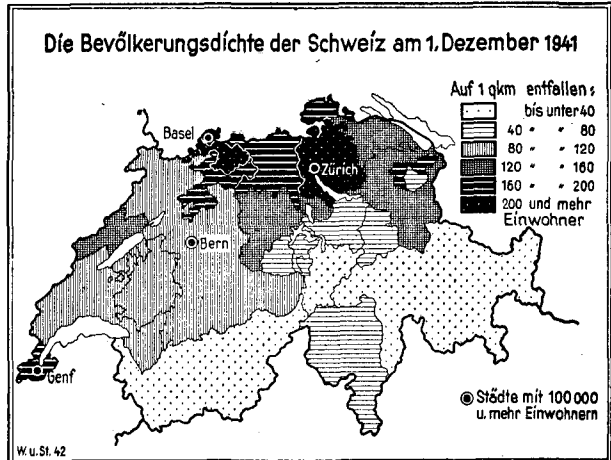 Die Bevölkerungsdichte der Schweiz am 1. Dezember 1941
Auf 1 qkm entfallen:
bis unter 40
40 " " 80
80 " " 120
120 " " 160
160 " " 200
200 und mehr
Einwohner
Basel
Zürich
Bern
Genf
Städte mit 100 000
u. mehr Einwohnern
W. u. St. 42